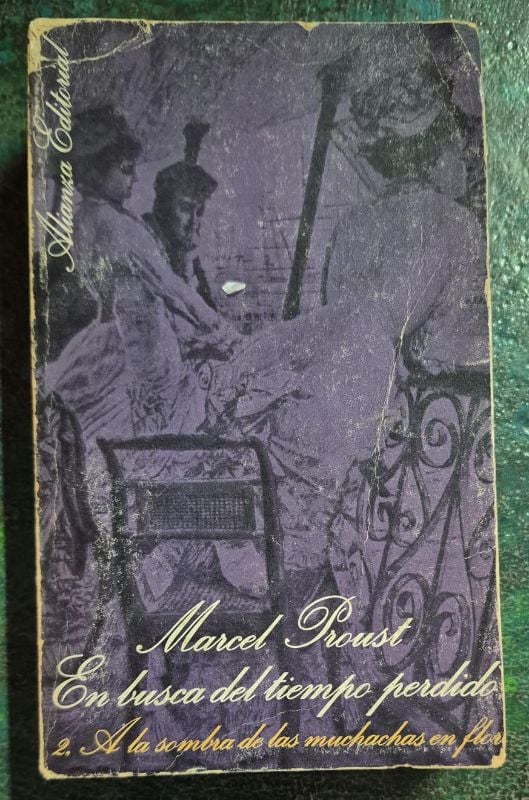 Alianza Editorial
Marcel Proust
En busca del tiempo perdido
2. A la sombra de las muchachas en flor